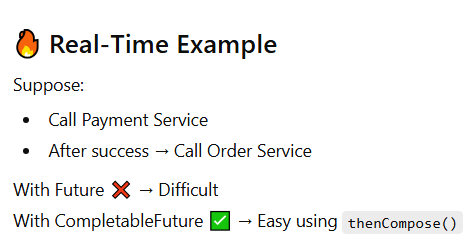 🔥 Real-Time Example
Suppose:
• Call Payment Service
• After success → Call Order Service
With Future ❌ → Difficult
With CompletableFuture ✅ → Easy using thenCompose()